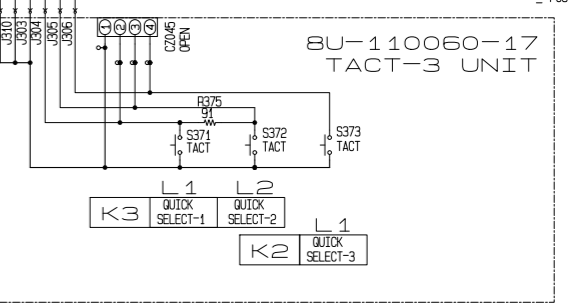 J310
J303
J304
J305
J306
1 2 3 4
CZ045
OPEN
8U-110060-17
TACT-3 UNIT
R375
91
S371
TACT
S372
TACT
S373
TACT
L1 L2
K3 QUICK SELECT-1 QUICK SELECT-2
L1
K2 QUICK SELECT-3